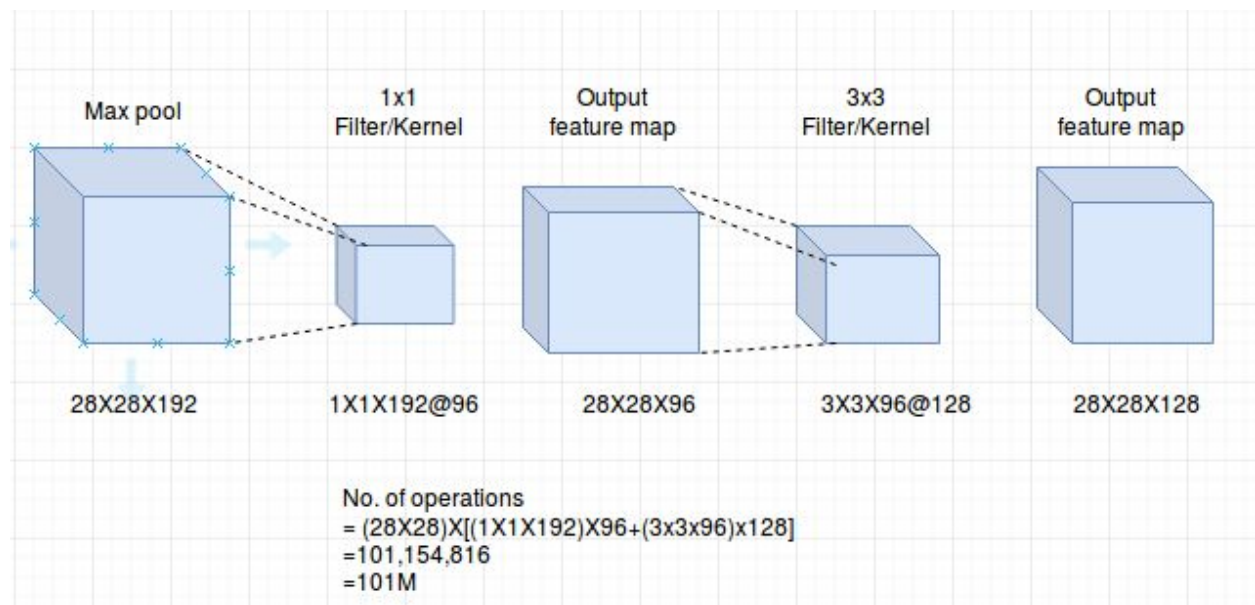 Max pool
1x1
Filter/Kernel
Output
feature map
3x3
Filter/Kernel
Output
feature map
28X28X192
1X1X192@96
28X28X96
3X3X96@128
28X28X128
No. of operations
= (28X28)X[(1X1X192)X96+(3x3x96)x128]
=101,154,816
=101M